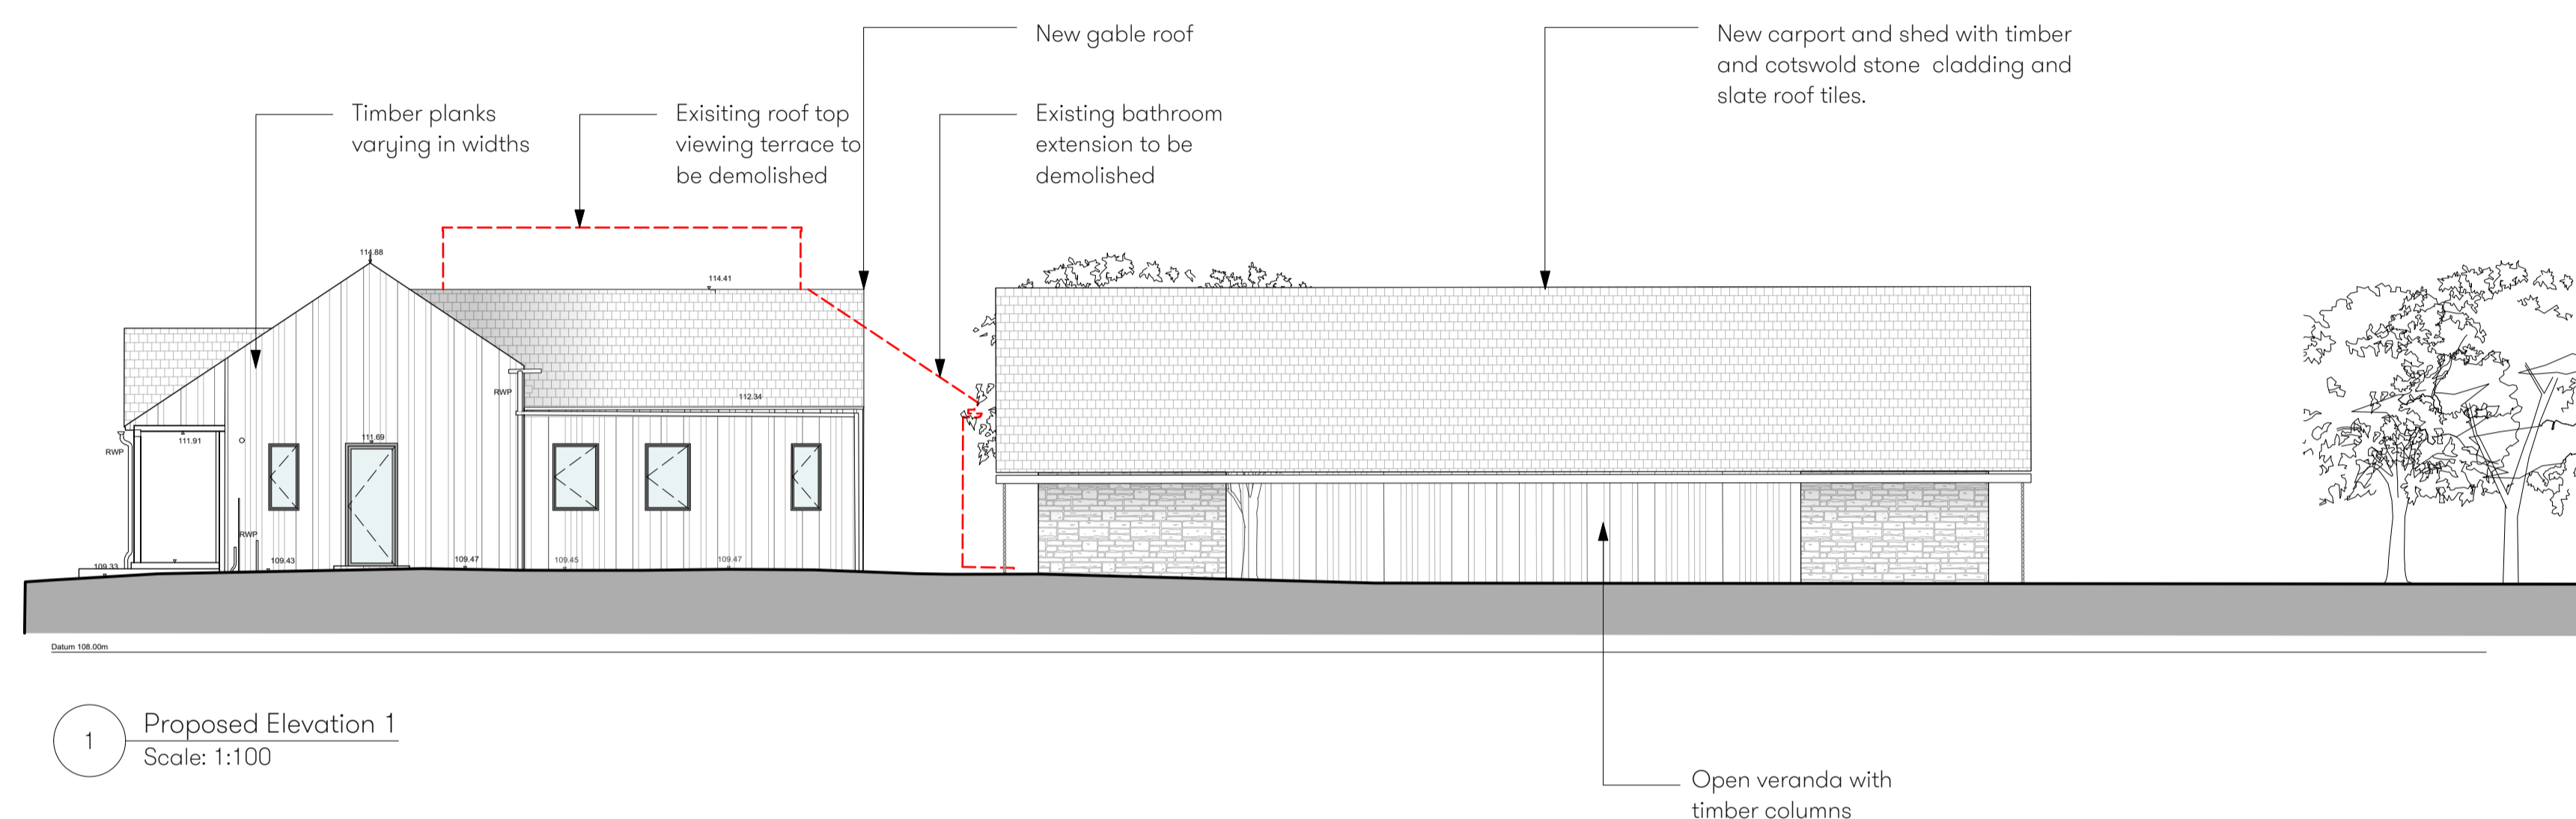 New gable roof
New carport and shed with timber
and cotswold stone cladding and
slate roof tiles.
Timber planks
varying in widths
Exisiting roof top
viewing terrace to
be demolished
Existing bathroom
extension to be
demolished
114.88
114.41
RWP
112.34
111.91
111.69
RWP
RWP
109.33
109.43
109.47
109.45
109.47
Datum 108.00m
1
Proposed Elevation 1
Scale: 1:100
Open veranda with
timber columns